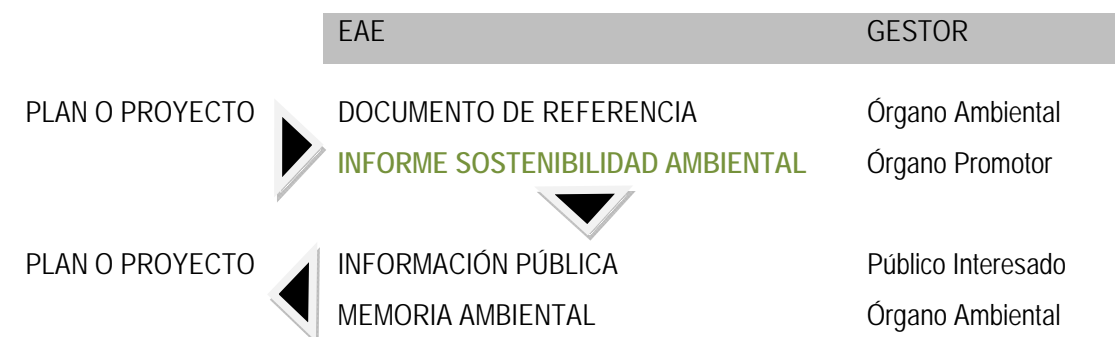 EAE GESTOR
PLAN O PROYECTO DOCUMENTO DE REFERENCIA Órgano Ambiental
INFORME SOSTENIBILIDAD AMBIENTAL Órgano Promotor
PLAN O PROYECTO INFORMACIÓN PÚBLICA Público Interesado
MEMORIA AMBIENTAL Órgano Ambiental